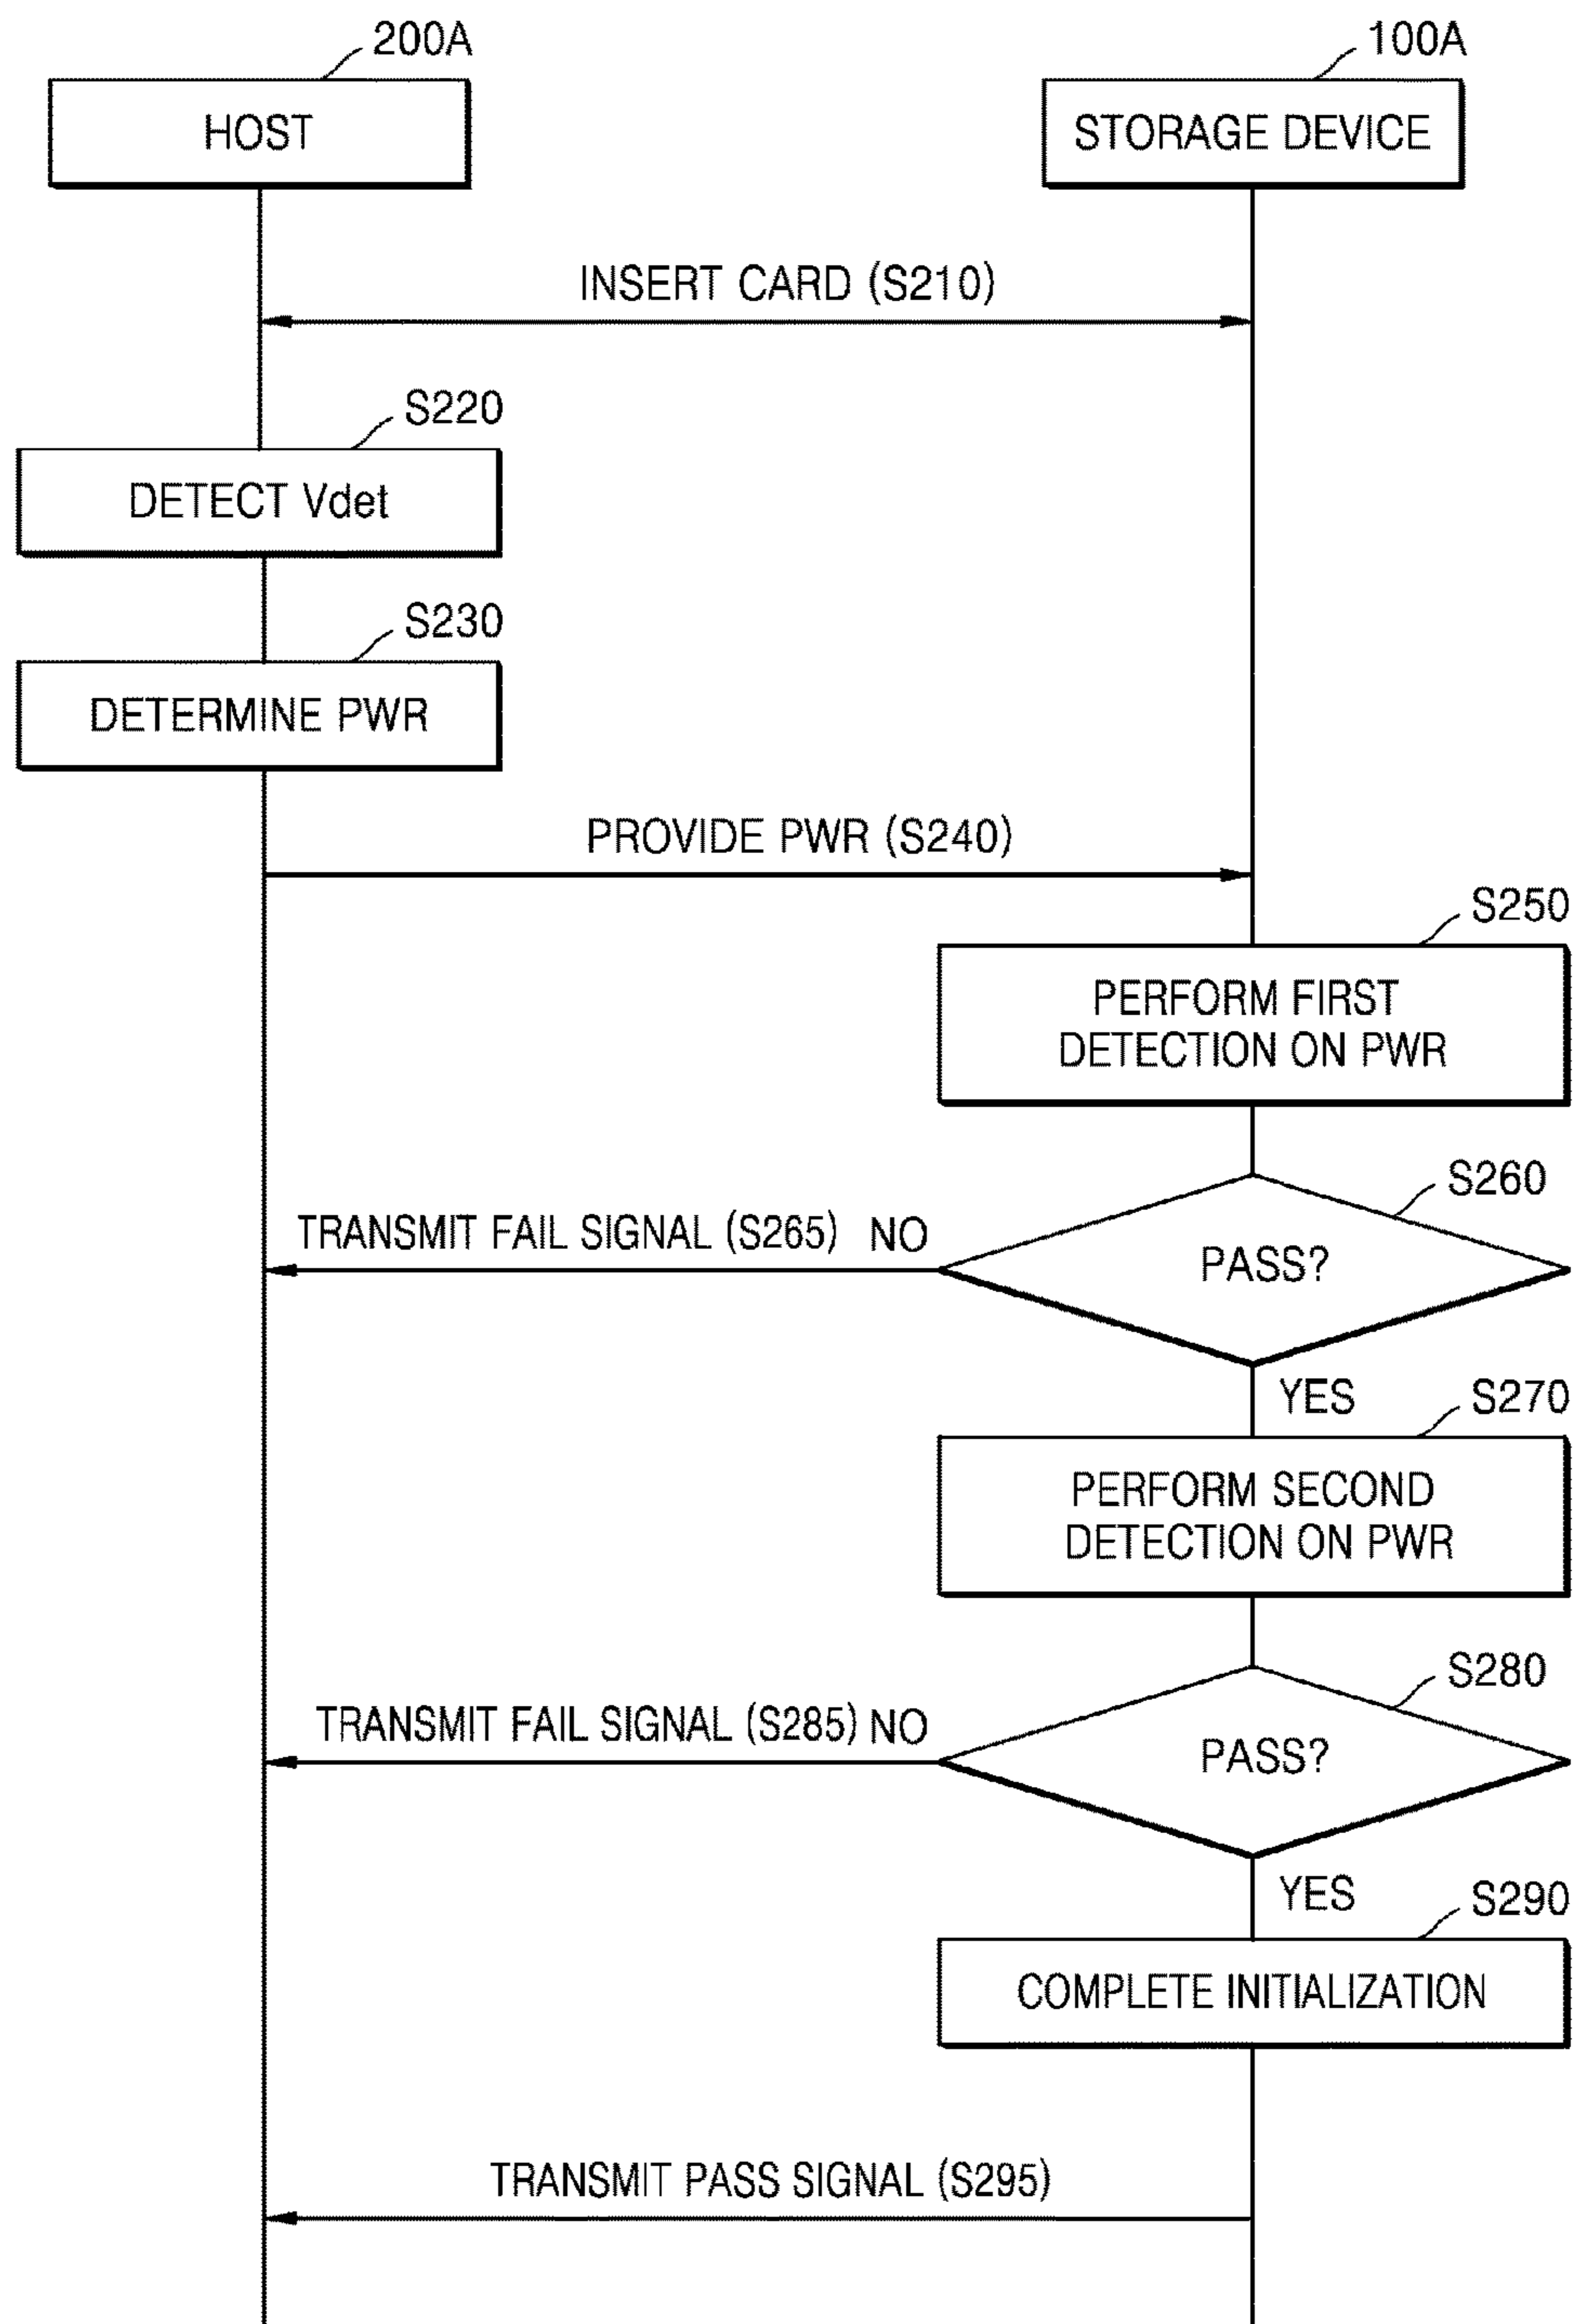 200A
100A
HOST
STORAGE DEVICE
INSERT CARD (S210)
S220
DETECT Vdet
S230
DETERMINE PWR
PROVIDE PWR (S240)
S250
PERFORM FIRST
DETECTION ON PWR
S260
TRANSMIT FAIL SIGNAL (S265) NO
PASS?
YES
S270
PERFORM SECOND
DETECTION ON PWR
S280
TRANSMIT FAIL SIGNAL (S285) NO
PASS?
YES
S290
COMPLETE INITIALIZATION
TRANSMIT PASS SIGNAL (S295)